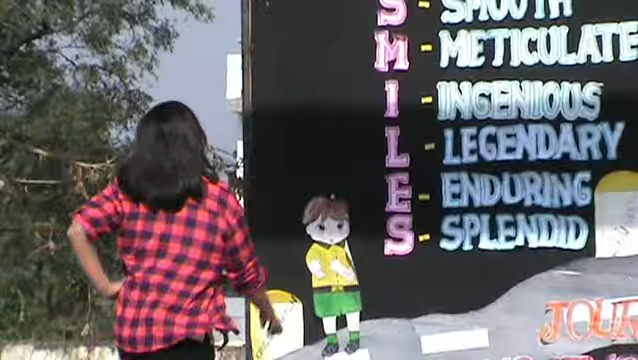 S - SMOOTH
M - METICULATE
I - INGENIOUS
L - LEGENDARY
E - ENDURING
S - SPLENDID